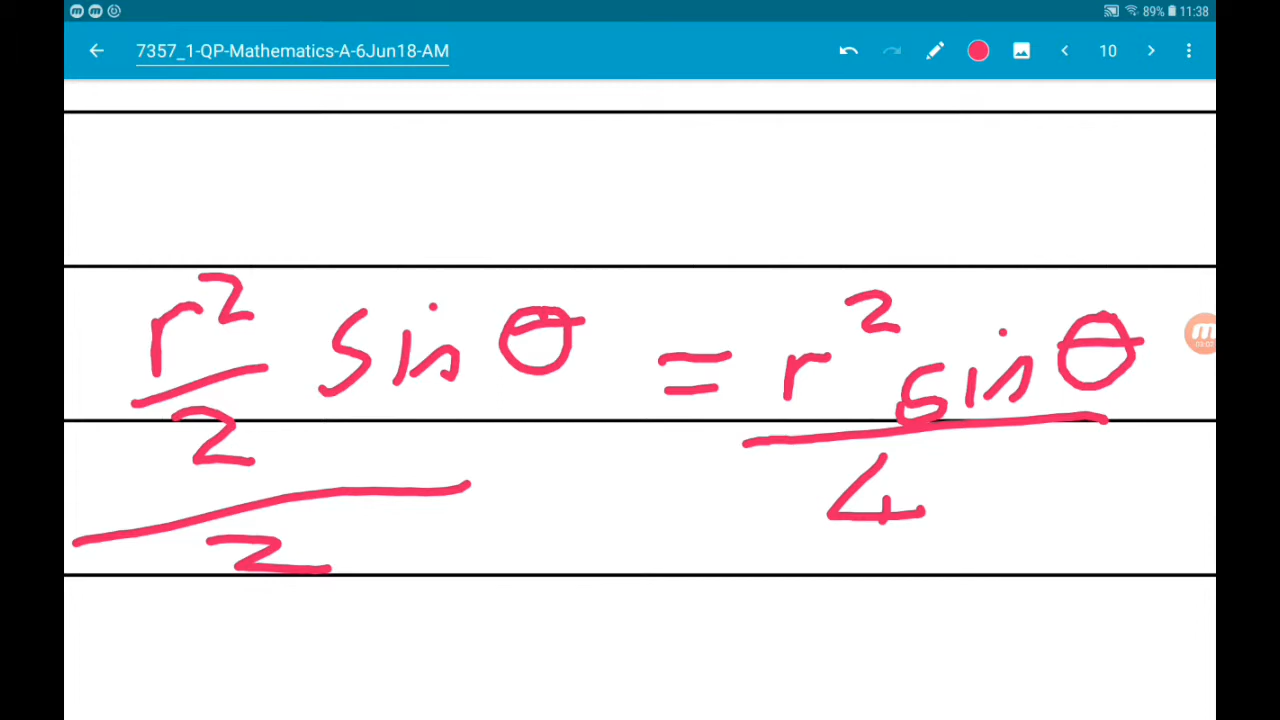 89% 11:38
7357_1-QP-Mathematics-A-6Jun18-AM 10
r²/2 sin θ / 2 = r² sin θ / 4